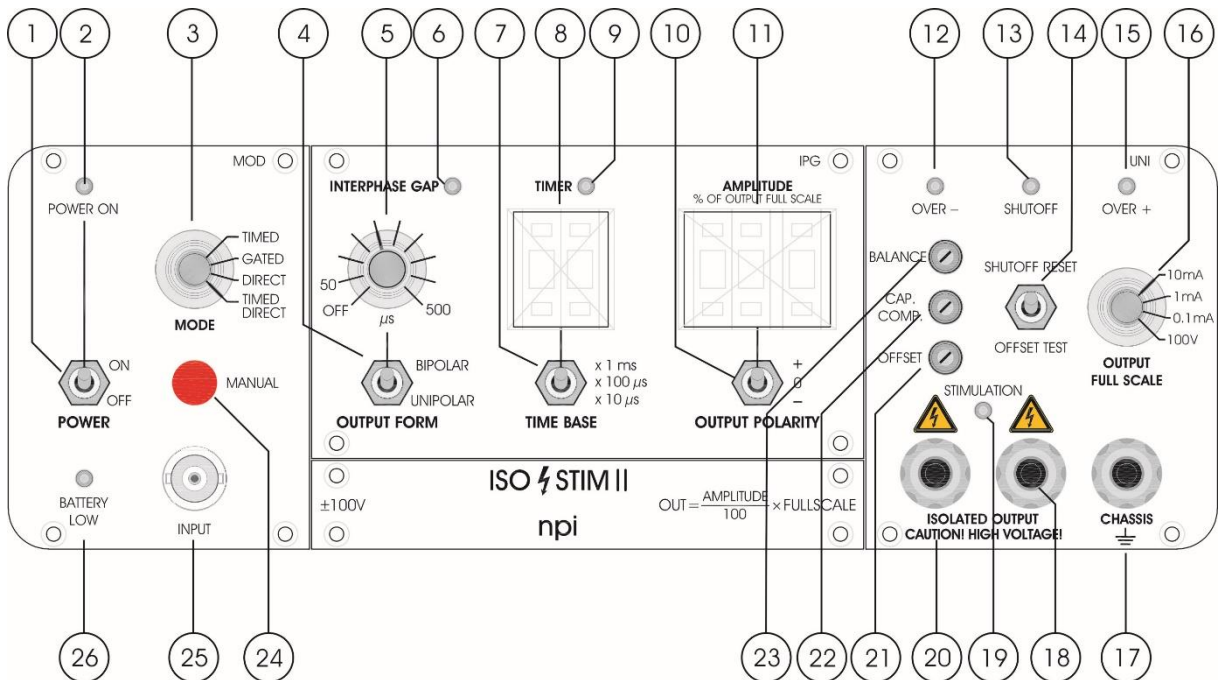 1 2 3 4 5 6 7 8 9 10 11 12 13 14 15 16
MOD
POWER ON
TIMED
GATED
DIRECT
TIMED
DIRECT
MODE
ON
OFF
POWER
MANUAL
BATTERY
LOW
INPUT
IPG
INTERPHASE GAP
50
OFF
500
µs
BIPOLAR
UNIPOLAR
OUTPUT FORM
TIMER
x 1 ms
x 100 µs
x 10 µs
TIME BASE
AMPLITUDE
% OF OUTPUT FULL SCALE
+
0
–
OUTPUT POLARITY
±100V
ISO STIM II
npi
OUT = AMPLITUDE / 100 × FULLSCALE
UNI
OVER –
SHUTOFF
OVER +
BALANCE
CAP.
COMP.
OFFSET
SHUTOFF RESET
OFFSET TEST
10mA
1mA
0.1mA
100V
OUTPUT
FULL SCALE
STIMULATION
ISOLATED OUTPUT
CAUTION! HIGH VOLTAGE!
CHASSIS
26 25 24 23 22 21 20 19 18 17